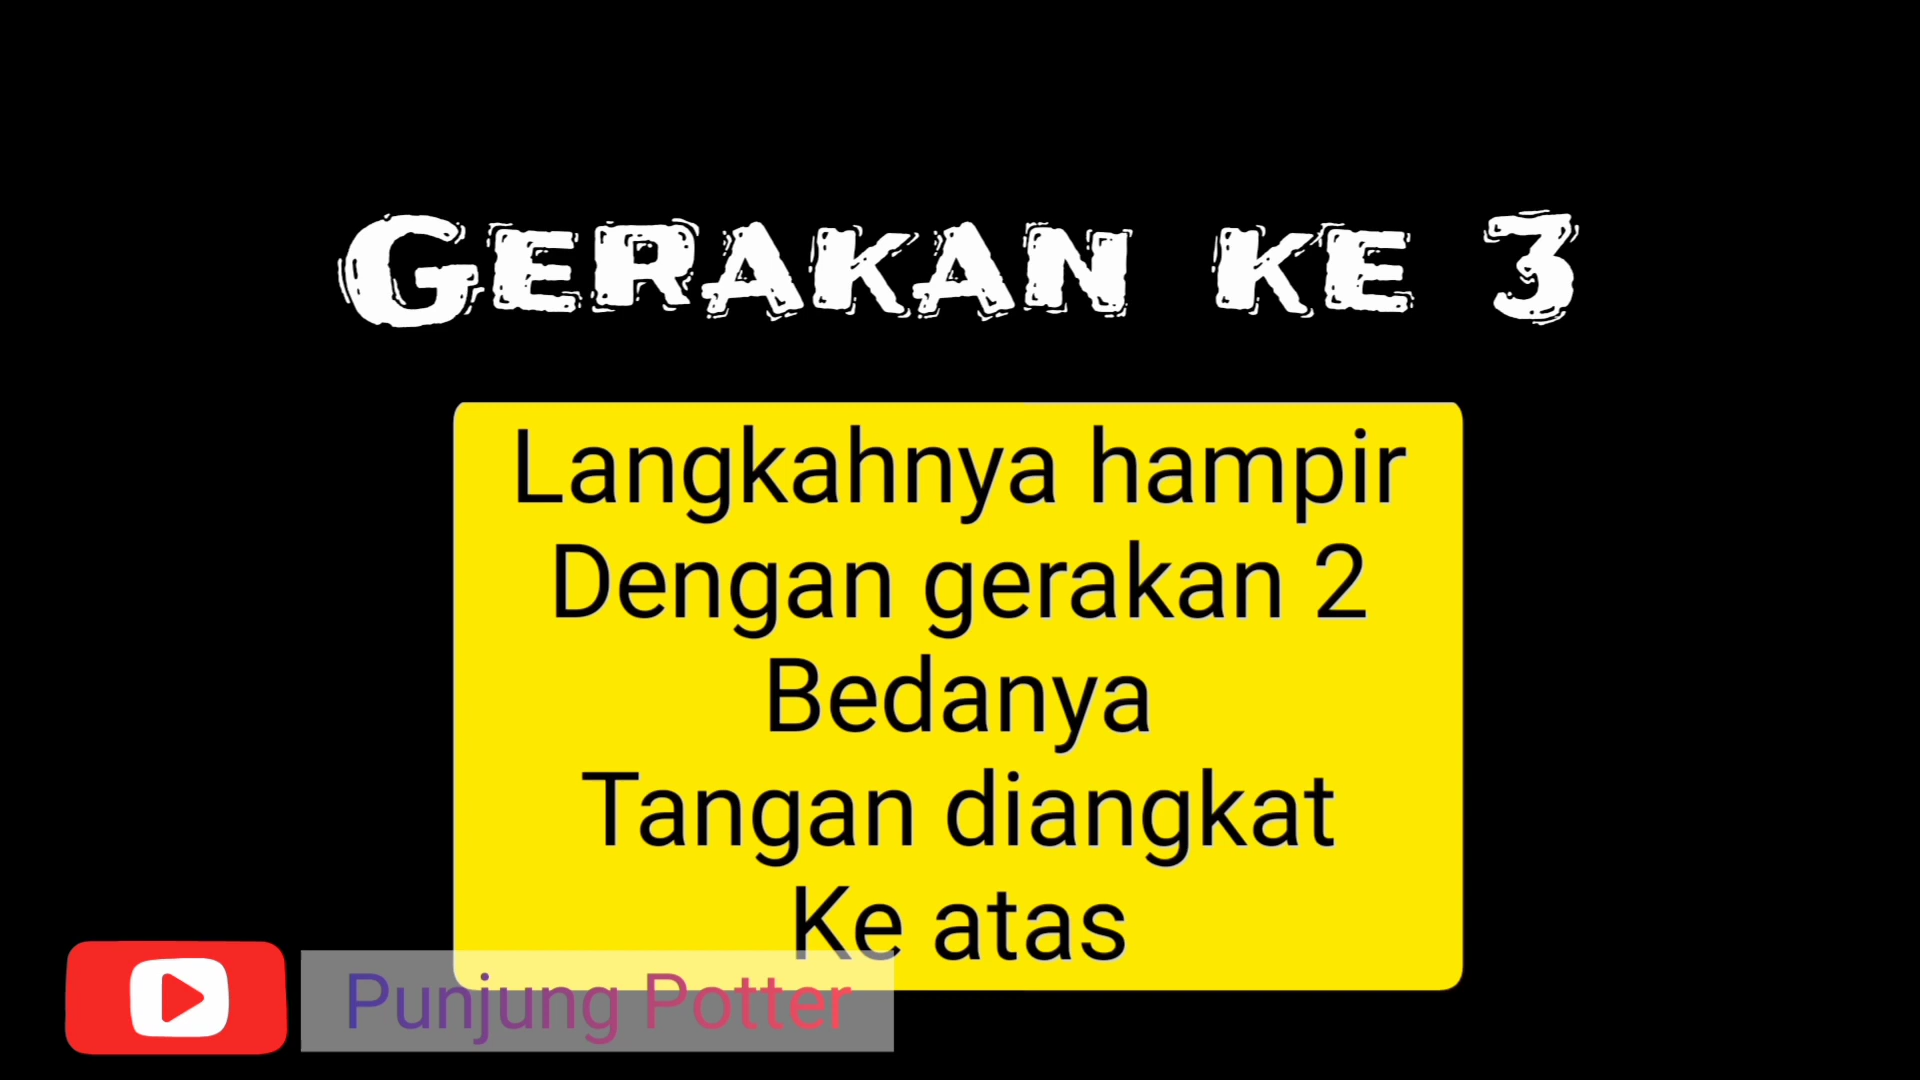 Gerakan ke 3
Langkahnya hampir
Dengan gerakan 2
Bedanya
Tangan diangkat
Ke atas
Punjung Potter